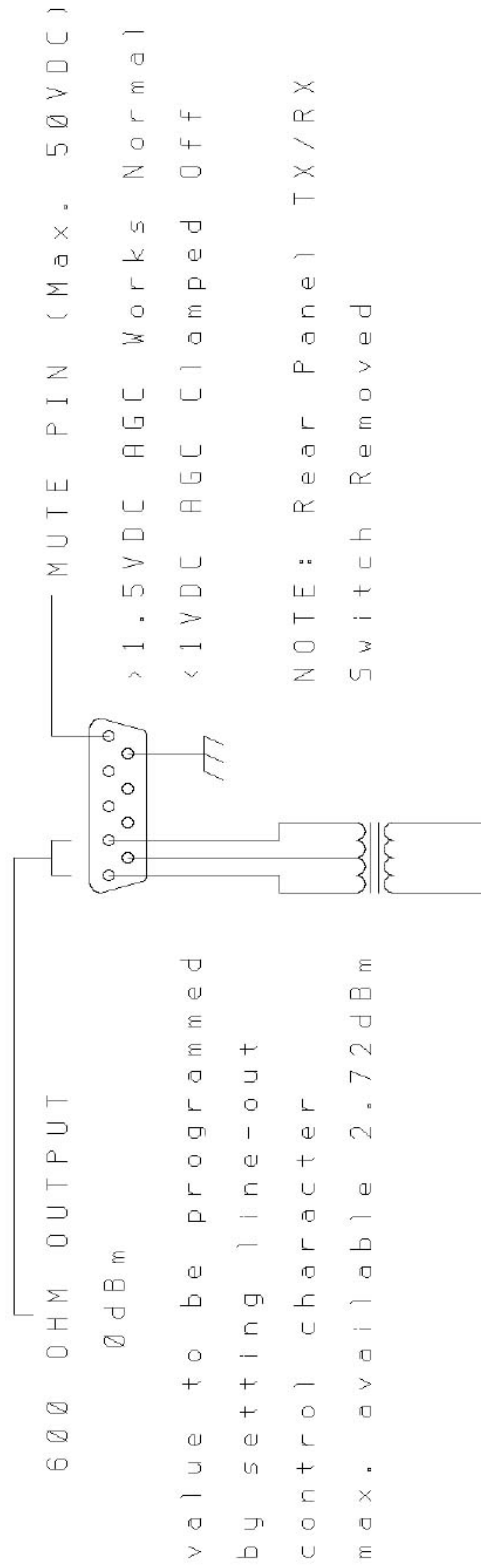 600 OHM OUTPUT
0dBm
value to be programmed
by setting line-out
control character
max. available 2.72dBm
MUTE PIN (Max. 50VDC)
>1.5VDC AGC Works Normal
<1VDC AGC Clamped Off
NOTE: Rear Panel TX/RX
Switch Removed